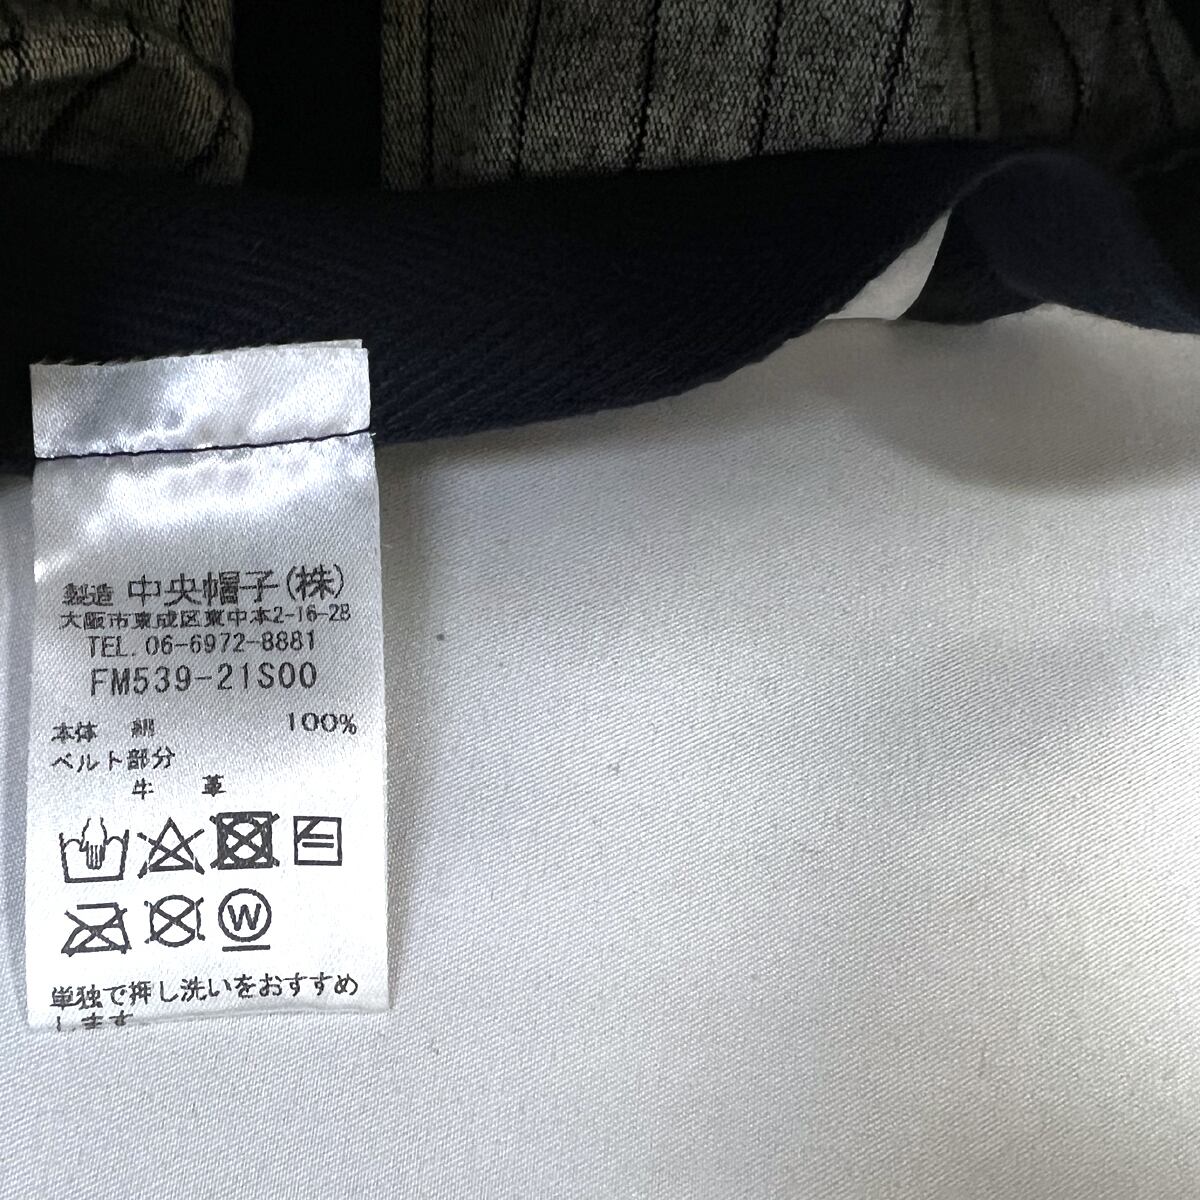 製造 中央帽子(株)
大阪市東成区東中本2-16-28
TEL. 06-6972-8881
FM539-21S00
本体 100%
ベルト部分
牛 革
W
単独で押し洗いをおすすめ
します